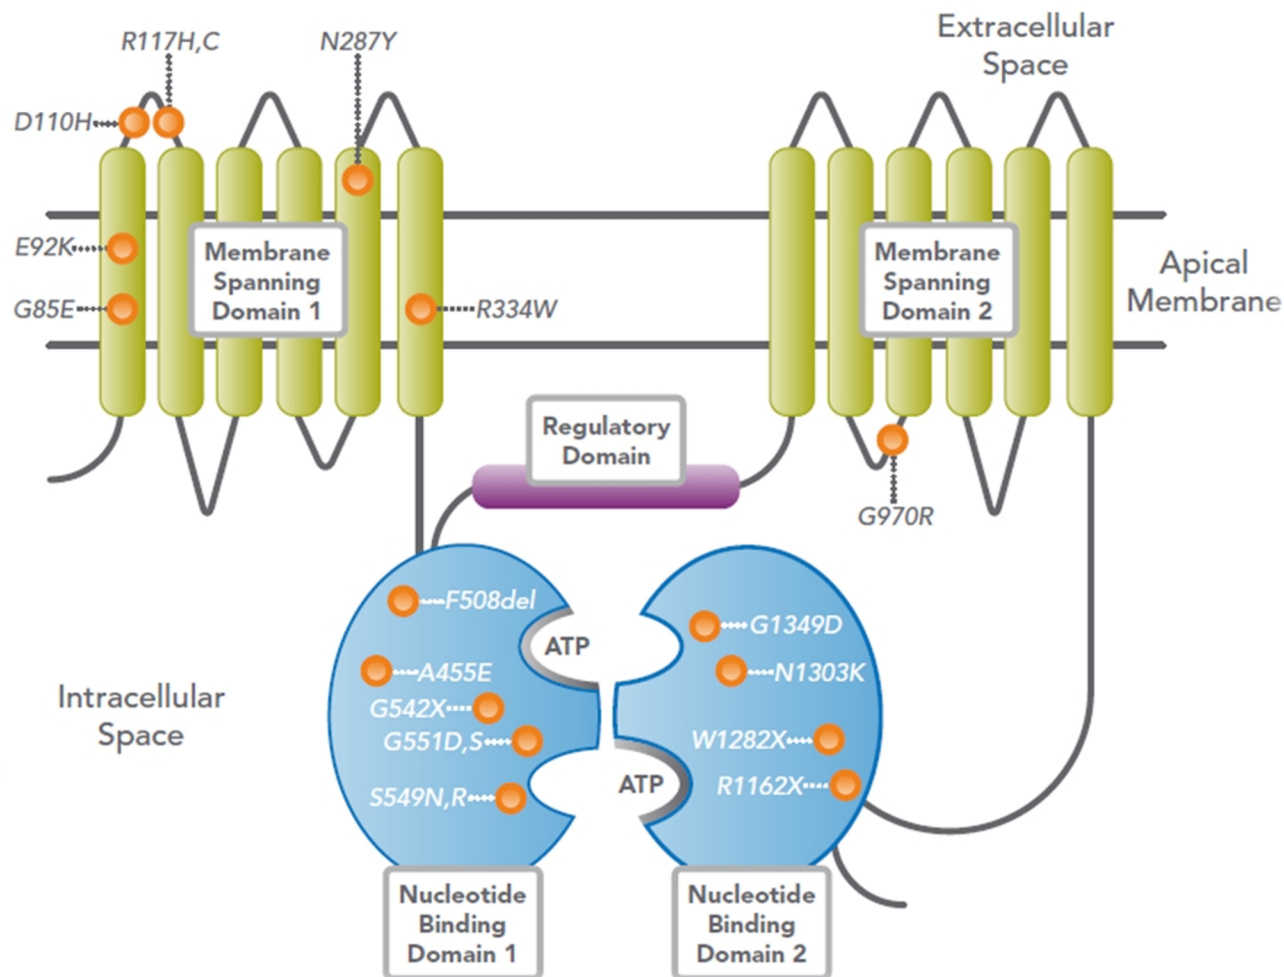 R117H,C
N287Y
Extracellular
Space
D110H
E92K
Membrane
Spanning
Domain 1
Membrane
Spanning
Domain 2
Apical
Membrane
G85E
R334W
Regulatory
Domain
G970R
F508del
ATP
G1349D
A455E
N1303K
Intracellular
Space
G542X
G551D,S
W1282X
S549N,R
ATP
R1162X
Nucleotide
Binding
Domain 1
Nucleotide
Binding
Domain 2